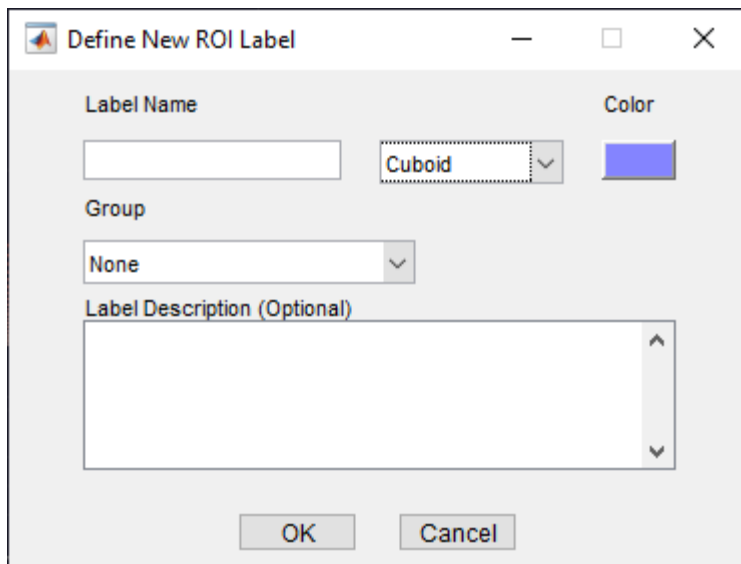 Define New ROI Label
Label Name
Color
Cuboid
Group
None
Label Description (Optional)
OK
Cancel